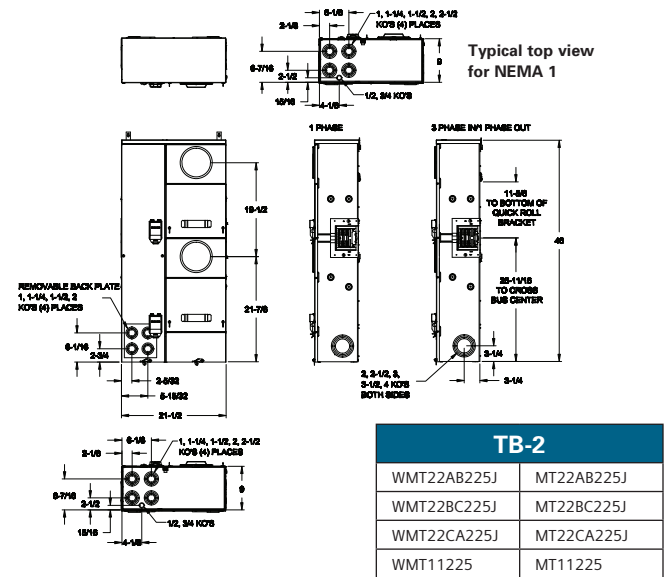 6-1/8
2-1/8
1, 1-1/4, 1-1/2, 2, 2-1/2
KO'S (4) PLACES
6-7/16
2-1/2
15/16
9
4-1/8
1/2, 3/4 KO'S
Typical top view
for NEMA 1
1 PHASE
3 PHASE IN/1 PHASE OUT
19-1/2
11-5/8
TO BOTTOM OF
QUICK ROLL
BRACKET
46
REMOVABLE BACK PLATE
1, 1-1/4, 1-1/2, 2
KO'S (4) PLACES
21-7/8
25-11/16
TO CROSS
BUS CENTER
6-1/16
2-3/4
2-5/32
21-1/2
2, 2-1/2, 3,
3-1/2, 4 KO'S
BOTH SIDES
3-1/4
3-1/4
6-1/8
2-1/8
1, 1-1/4, 1-1/2, 2, 2-1/2
KO'S (4) PLACES
6-7/16
2-1/2
15/16
9
4-1/8
1/2, 3/4 KO'S
TB-2
WMT22AB225J MT22AB225J
WMT22BC225J MT22BC225J
WMT22CA225J MT22CA225J
WMT11225 MT11225